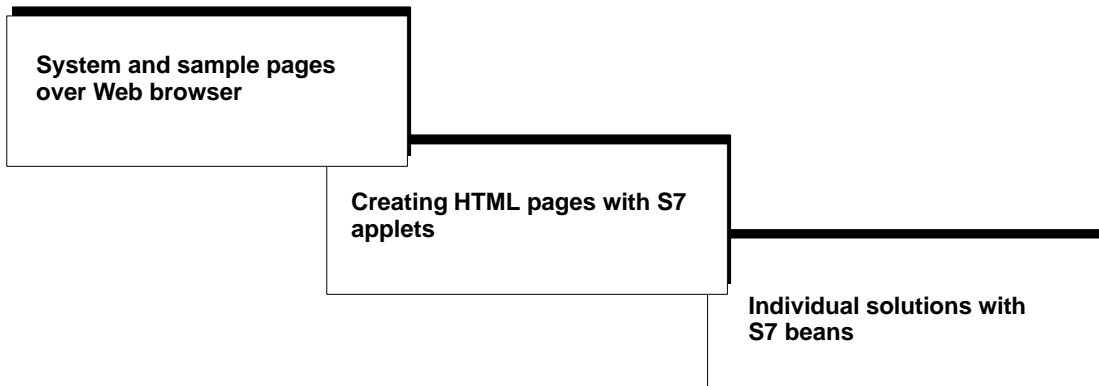 System and sample pages
over Web browser
Creating HTML pages with S7
applets
Individual solutions with
S7 beans